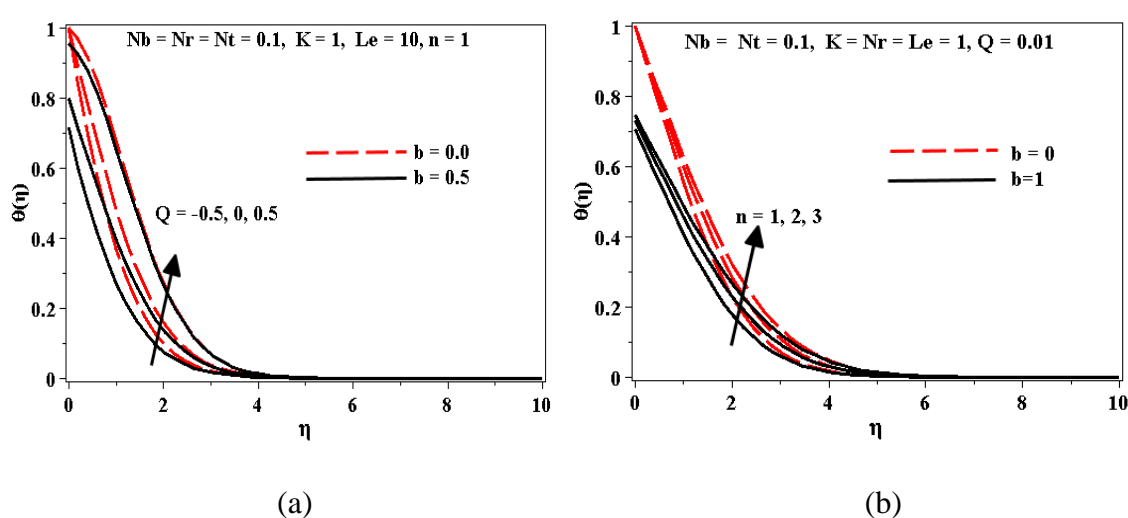 Nb = Nr = Nt = 0.1, K = 1, Le = 10, n = 1
b = 0.0
b = 0.5
Q = -0.5, 0, 0.5
θ(η)
1
0.8
0.6
0.4
0.2
0
0 2 4 6 8 10
η
(a)
Nb = Nt = 0.1, K = Nr = Le = 1, Q = 0.01
b = 0
b=1
n = 1, 2, 3
θ(η)
1
0.8
0.6
0.4
0.2
0
0 2 4 6 8 10
η
(b)